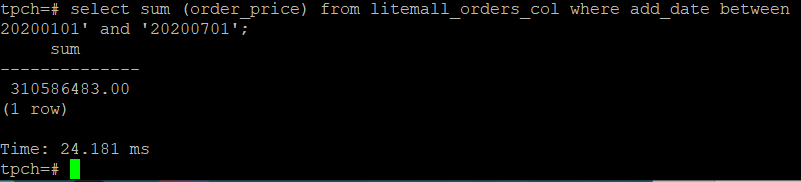 tpch=# select sum (order_price) from litemall_orders_col where add_date between
20200101' and '20200701';
     sum
--------------
 310586483.00
(1 row)
Time: 24.181 ms
tpch=#